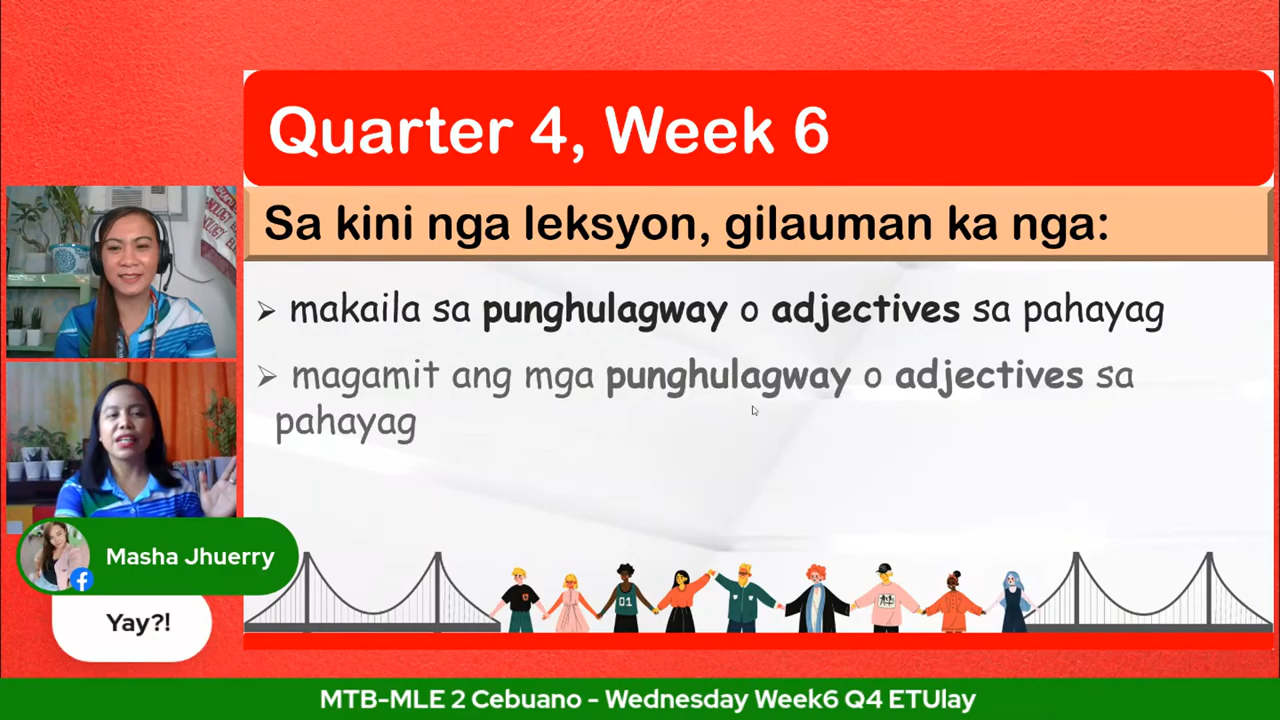 Quarter 4, Week 6
Sa kini nga leksyon, gilauman ka nga:
➢ makaila sa punghulagway o adjectives sa pahayag
➢ magamit ang mga punghulagway o adjectives sa
pahayag
Masha Jhuerry
Yay?!
01
MTB-MLE 2 Cebuano - Wednesday Week6 Q4 ETUlay